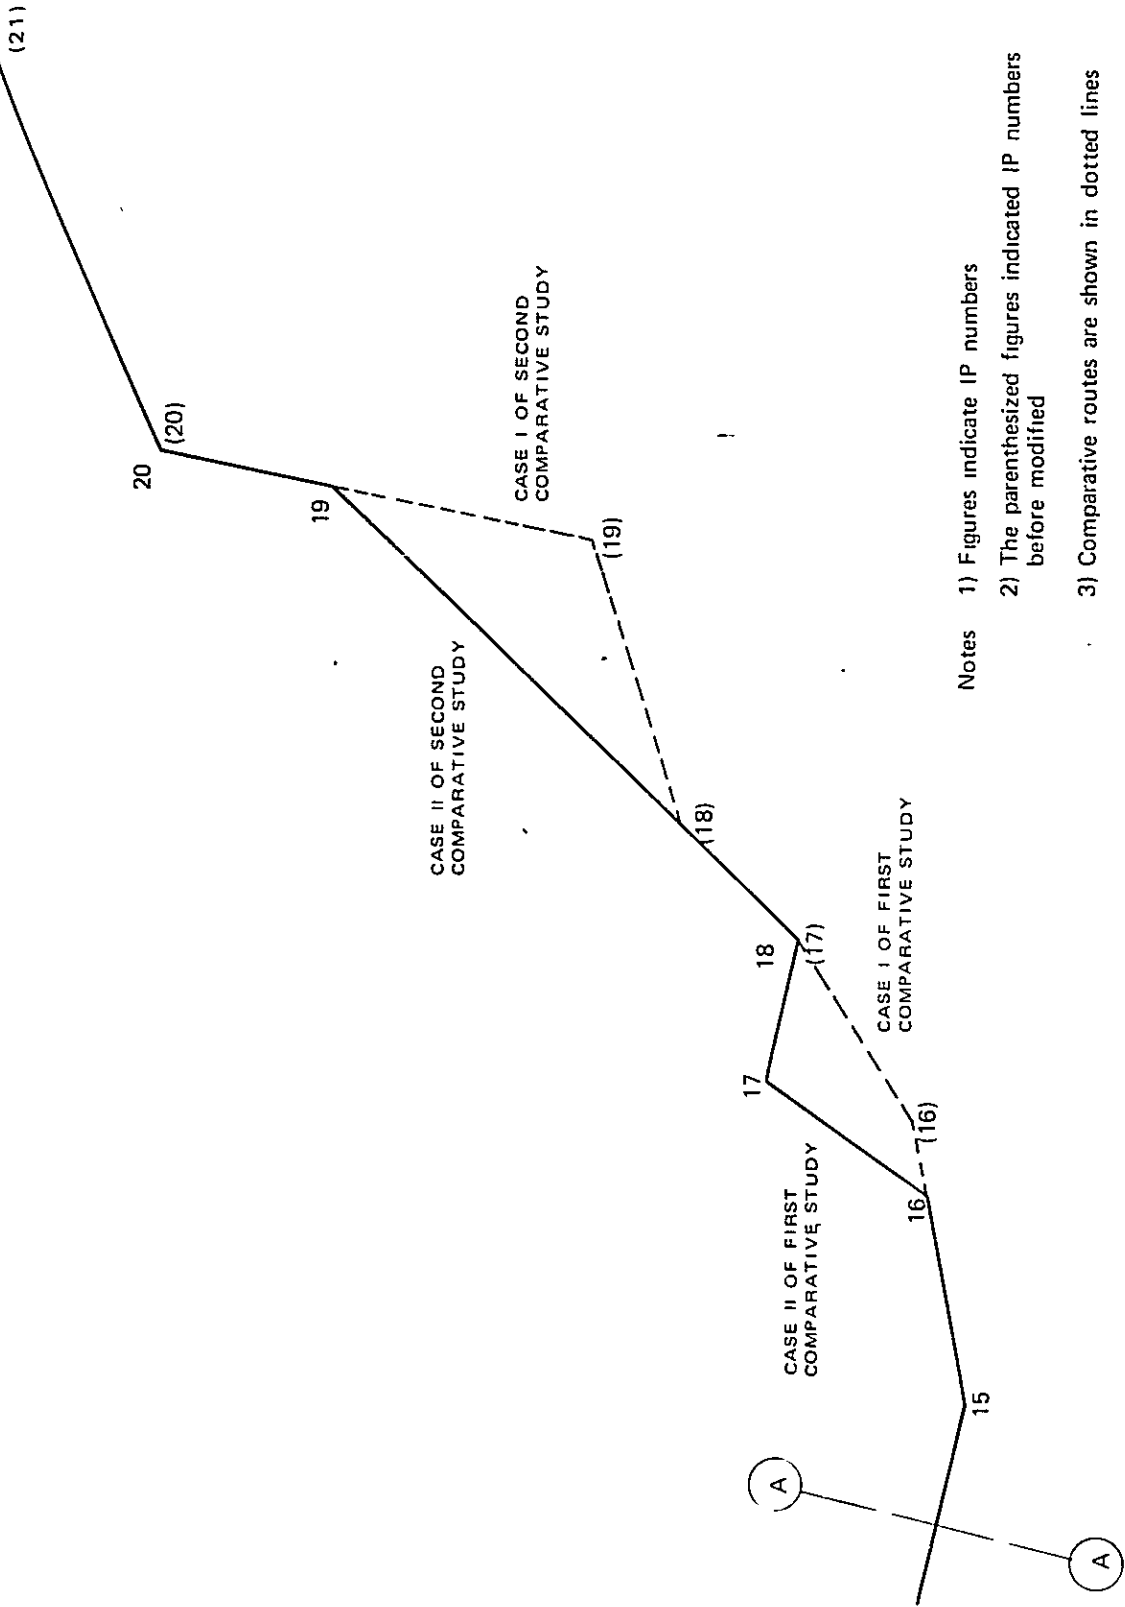 (21)
20
(20)
19
CASE I OF SECOND
COMPARATIVE STUDY
(19)
CASE II OF SECOND
COMPARATIVE STUDY
(18)
18
(17)
CASE I OF FIRST
COMPARATIVE STUDY
17
(16)
16
CASE II OF FIRST
COMPARATIVE STUDY
15
A
A
Notes 1) Figures indicate IP numbers
2) The parenthesized figures indicated IP numbers
before modified
3) Comparative routes are shown in dotted lines